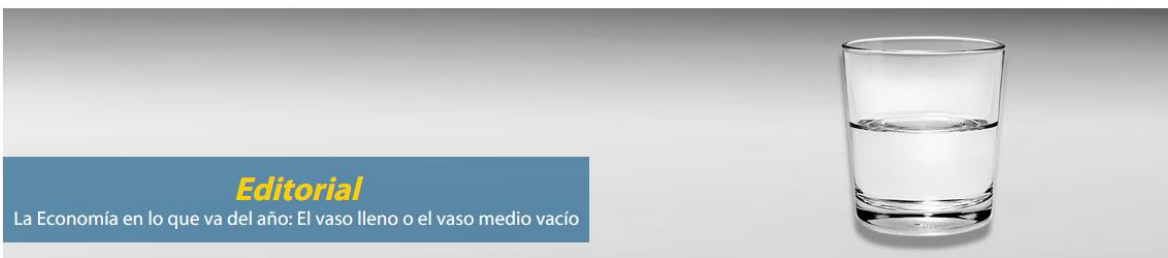 Editorial
La Economía en lo que va del año: El vaso lleno o el vaso medio vacío